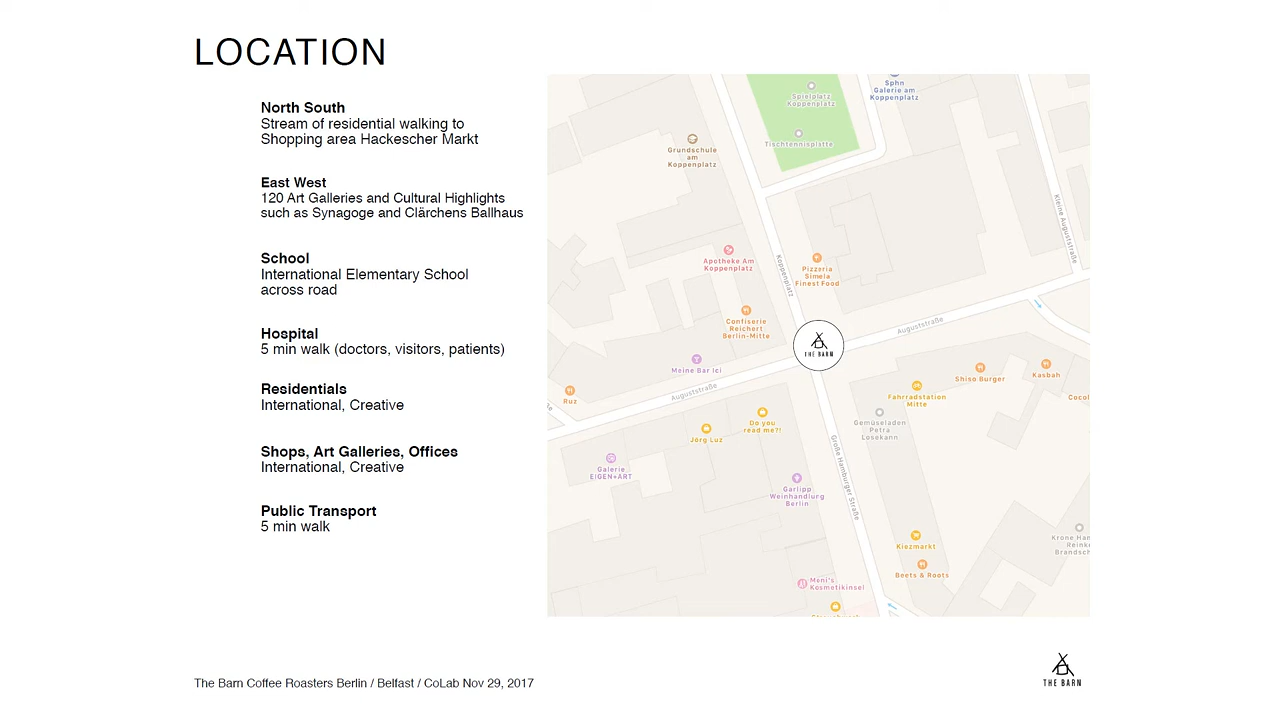 LOCATION
North South
Stream of residential walking to
Shopping area Hackescher Markt
East West
120 Art Galleries and Cultural Highlights
such as Synagoge and Clärchens Ballhaus
School
International Elementary School
across road
Hospital
5 min walk (doctors, visitors, patients)
Residentials
International, Creative
Shops, Art Galleries, Offices
International, Creative
Public Transport
5 min walk
Spielplatz
Koppenplatz
Sphn
Galerie am
Koppenplatz
Tischtennisplatte
Grundschule
am
Koppenplatz
Kleine Auguststraße
Apotheke Am
Koppenplatz
Koppenplatz
Pizzeria
Simela
Finest Food
Confiserie
Reichert
Berlin-Mitte
Auguststraße
THE BARN
Meine Bar Ici
Auguststraße
Ruz
Shiso Burger
Kasbah
Fahrradstation
Mitte
Cocol
Gemüseladen
Petra
Losekann
Do you
read me?!
Jörg Luz
Große Hamburger Straße
Galerie
EIGEN+ART
Garlipp
Weinhandlung
Berlin
Kiezmarkt
Krone Ham
Reinke
Brandsch
Beets & Roots
Meni's
Kosmetikinsel
The Barn Coffee Roasters Berlin / Belfast / CoLab Nov 29, 2017
THE BARN